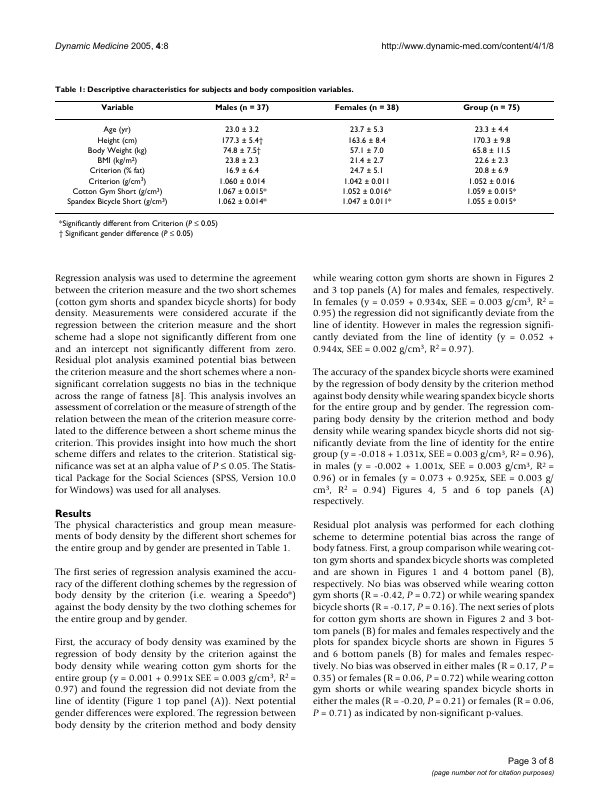 Dynamic Medicine 2005, 4:8
http://www.dynamic-med.com/content/4/1/8
Table 1: Descriptive characteristics for subjects and body composition variables.
Variable Males (n = 37) Females (n = 38) Group (n = 75)
Age (yr) 23.0 ± 3.2 23.7 ± 5.3 23.3 ± 4.4
Height (cm) 177.3 ± 5.4† 163.6 ± 8.4 170.3 ± 9.8
Body Weight (kg) 74.8 ± 7.5† 57.1 ± 7.0 65.8 ± 11.5
BMI (kg/m²) 23.8 ± 2.3 21.4 ± 2.7 22.6 ± 2.3
Criterion (% fat) 16.9 ± 6.4 24.7 ± 5.1 20.8 ± 6.9
Criterion (g/cm³) 1.060 ± 0.014 1.042 ± 0.011 1.052 ± 0.016
Cotton Gym Short (g/cm³) 1.067 ± 0.015* 1.052 ± 0.016* 1.059 ± 0.015*
Spandex Bicycle Short (g/cm³) 1.062 ± 0.014* 1.047 ± 0.011* 1.055 ± 0.015*
*Significantly different from Criterion (P ≤ 0.05)
† Significant gender difference (P ≤ 0.05)
Regression analysis was used to determine the agreement
between the criterion measure and the two short schemes
(cotton gym shorts and spandex bicycle shorts) for body
density. Measurements were considered accurate if the
regression between the criterion measure and the short
scheme had a slope not significantly different from one
and an intercept not significantly different from zero.
Residual plot analysis examined potential bias between
the criterion measure and the short schemes where a non-
significant correlation suggests no bias in the technique
across the range of fatness [8]. This analysis involves an
assessment of correlation or the measure of strength of the
relation between the mean of the criterion measure corre-
lated to the difference between a short scheme minus the
criterion. This provides insight into how much the short
scheme differs and relates to the criterion. Statistical sig-
nificance was set at an alpha value of P ≤ 0.05. The Statis-
tical Package for the Social Sciences (SPSS, Version 10.0
for Windows) was used for all analyses.
Results
The physical characteristics and group mean measure-
ments of body density by the different short schemes for
the entire group and by gender are presented in Table 1.
The first series of regression analysis examined the accu-
racy of the different clothing schemes by the regression of
body density by the criterion (i.e. wearing a Speedo®)
against the body density by the two clothing schemes for
the entire group and by gender.
First, the accuracy of body density was examined by the
regression of body density by the criterion against the
body density while wearing cotton gym shorts for the
entire group (y = 0.001 + 0.991x SEE = 0.003 g/cm³, R² =
0.97) and found the regression did not deviate from the
line of identity (Figure 1 top panel (A)). Next potential
gender differences were explored. The regression between
body density by the criterion method and body density
while wearing cotton gym shorts are shown in Figures 2
and 3 top panels (A) for males and females, respectively.
In females (y = 0.059 + 0.934x, SEE = 0.003 g/cm³, R² =
0.95) the regression did not significantly deviate from the
line of identity. However in males the regression signifi-
cantly deviated from the line of identity (y = 0.052 +
0.944x, SEE = 0.002 g/cm³, R² = 0.97).
The accuracy of the spandex bicycle shorts were examined
by the regression of body density by the criterion method
against body density while wearing spandex bicycle shorts
for the entire group and by gender. The regression com-
paring body density by the criterion method and body
density while wearing spandex bicycle shorts did not sig-
nificantly deviate from the line of identity for the entire
group (y = -0.018 + 1.031x, SEE = 0.003 g/cm³, R² = 0.96),
in males (y = -0.002 + 1.001x, SEE = 0.003 g/cm³, R² =
0.96) or in females (y = 0.073 + 0.925x, SEE = 0.003 g/
cm³, R² = 0.94) Figures 4, 5 and 6 top panels (A)
respectively.
Residual plot analysis was performed for each clothing
scheme to determine potential bias across the range of
body fatness. First, a group comparison while wearing cot-
ton gym shorts and spandex bicycle shorts was completed
and are shown in Figures 1 and 4 bottom panel (B),
respectively. No bias was observed while wearing cotton
gym shorts (R = -0.42, P = 0.72) or while wearing spandex
bicycle shorts (R = -0.17, P = 0.16). The next series of plots
for cotton gym shorts are shown in Figures 2 and 3 bot-
tom panels (B) for males and females respectively and the
plots for spandex bicycle shorts are shown in Figures 5
and 6 bottom panels (B) for males and females respec-
tively. No bias was observed in either males (R = 0.17, P =
0.35) or females (R = 0.06, P = 0.72) while wearing cotton
gym shorts or while wearing spandex bicycle shorts in
either the males (R = -0.20, P = 0.21) or females (R = 0.06,
P = 0.71) as indicated by non-significant p-values.
Page 3 of 8
(page number not for citation purposes)